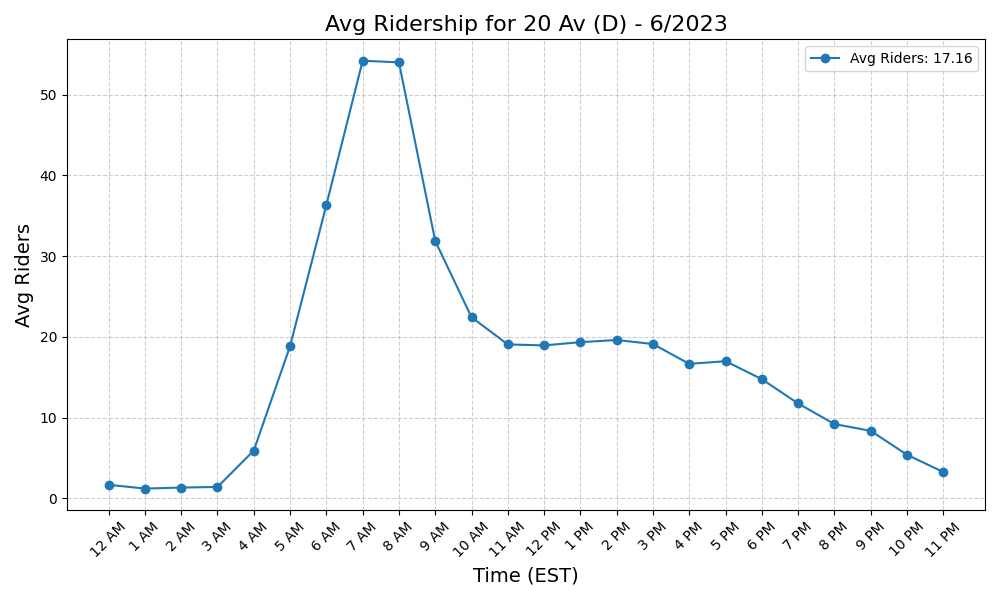 Avg Ridership for 20 Av (D) - 6/2023
Avg Riders: 17.16
Avg Riders
50
40
30
20
10
0
12 AM
1 AM
2 AM
3 AM
4 AM
5 AM
6 AM
7 AM
8 AM
9 AM
10 AM
11 AM
12 PM
1 PM
2 PM
3 PM
4 PM
5 PM
6 PM
7 PM
8 PM
9 PM
10 PM
11 PM
Time (EST)